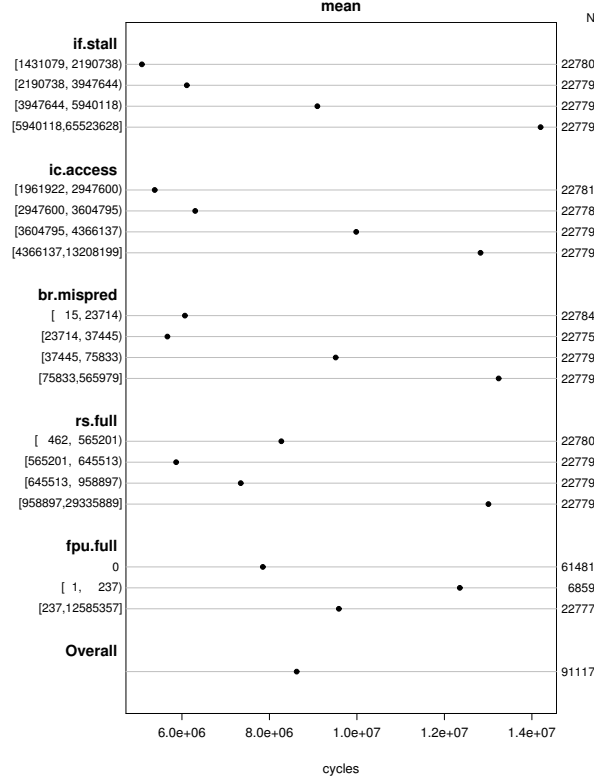 mean
N
if.stall
[1431079, 2190738) 22780
[2190738, 3947644) 22779
[3947644, 5940118) 22779
[5940118,65523628] 22779
ic.access
[1961922, 2947600) 22781
[2947600, 3604795) 22778
[3604795, 4366137) 22779
[4366137,13208199] 22779
br.mispred
[ 15, 23714) 22784
[23714, 37445) 22775
[37445, 75833) 22779
[75833,565979] 22779
rs.full
[ 462, 565201) 22780
[565201, 645513) 22779
[645513, 958897) 22779
[958897,29335889] 22779
fpu.full
0 61481
[ 1, 237) 6859
[237,12585357] 22777
Overall
91117
6.0e+06 8.0e+06 1.0e+07 1.2e+07 1.4e+07
cycles